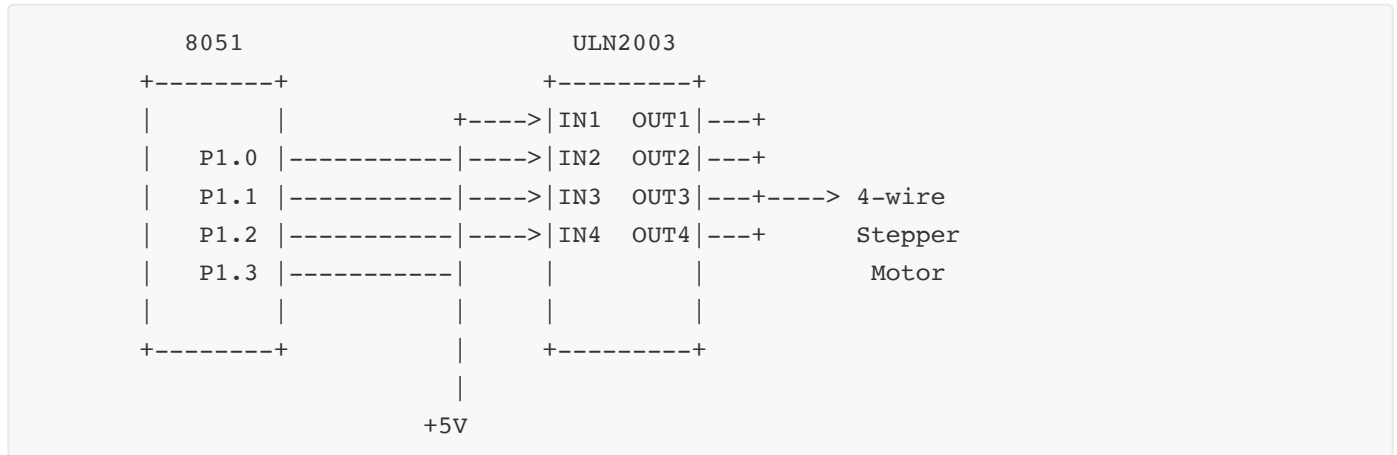 8051                       ULN2003
     +--------+                  +---------+
     |        |            +---->|IN1  OUT1|---+
     |   P1.0 |-----------|---->|IN2  OUT2|---+
     |   P1.1 |-----------|---->|IN3  OUT3|---+----> 4-wire
     |   P1.2 |-----------|---->|IN4  OUT4|---+      Stepper
     |   P1.3 |-----------|     |         |           Motor
     |        |           |     |         |
     +--------+           |     +---------+
                          |
                        +5V